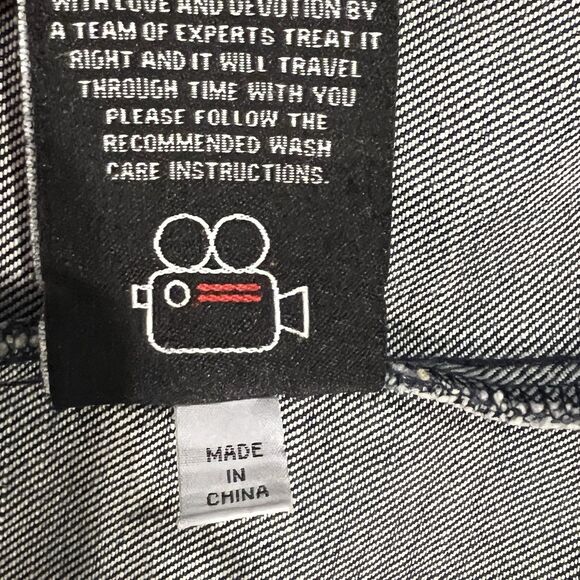 WITH LOVE AND DEVOTION BY
A TEAM OF EXPERTS TREAT IT
RIGHT AND IT WILL TRAVEL
THROUGH TIME WITH YOU
PLEASE FOLLOW THE
RECOMMENDED WASH
CARE INSTRUCTIONS.
MADE
IN
CHINA